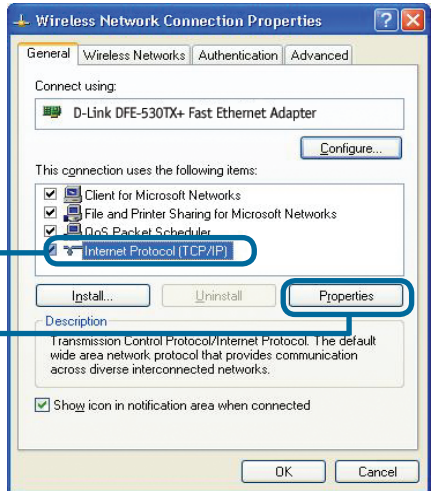 Wireless Network Connection Properties
General Wireless Networks Authentication Advanced
Connect using:
D-Link DFE-530TX+ Fast Ethernet Adapter
Configure...
This connection uses the following items:
Client for Microsoft Networks
File and Printer Sharing for Microsoft Networks
QoS Packet Scheduler
Internet Protocol (TCP/IP)
Install... Uninstall Properties
Description
Transmission Control Protocol/Internet Protocol. The default
wide area network protocol that provides communication
across diverse interconnected networks.
Show icon in notification area when connected
OK Cancel